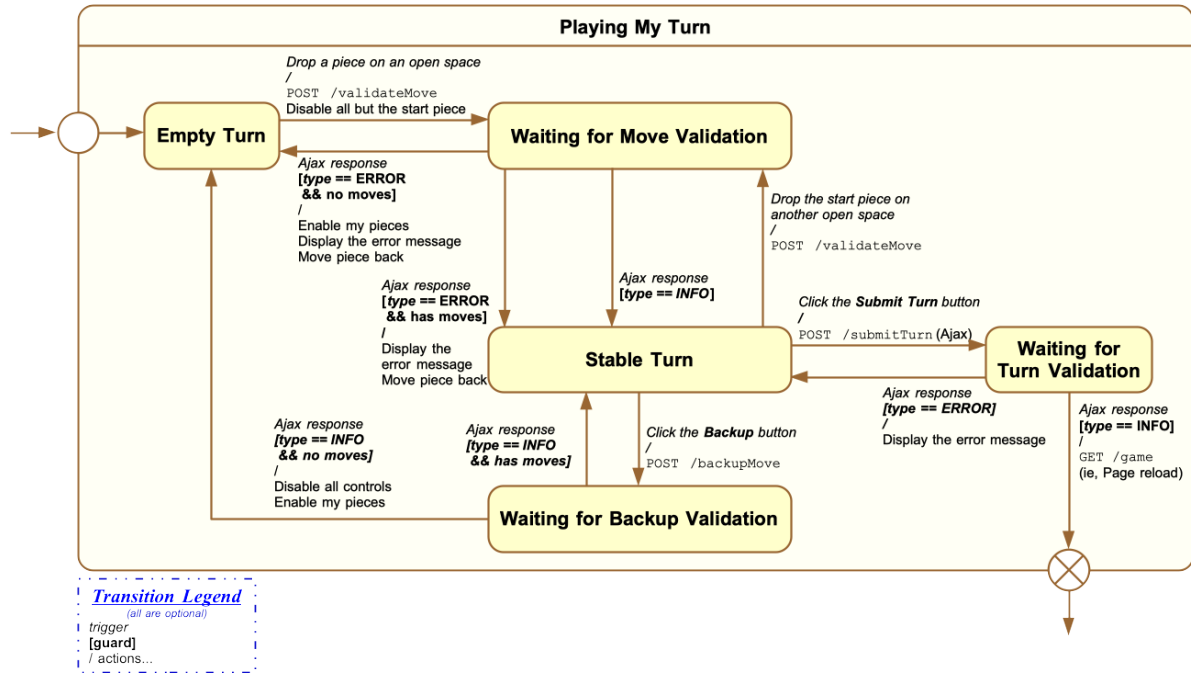 Playing My Turn
Drop a piece on an open space
/
POST /validateMove
Disable all but the start piece
Empty Turn
Waiting for Move Validation
Ajax response
[type == ERROR
&& no moves]
/
Enable my pieces
Display the error message
Move piece back
Drop the start piece on
another open space
/
POST /validateMove
Ajax response
[type == ERROR
&& has moves]
/
Display the
error message
Move piece back
Ajax response
[type == INFO]
Click the Submit Turn button
/
POST /submitTurn (Ajax)
Stable Turn
Waiting for
Turn Validation
Ajax response
[type == ERROR]
/
Display the error message
Ajax response
[type == INFO]
/
GET /game
(ie, Page reload)
Ajax response
[type == INFO
&& no moves]
/
Disable all controls
Enable my pieces
Ajax response
[type == INFO
&& has moves]
Click the Backup button
/
POST /backupMove
Waiting for Backup Validation
Transition Legend
(all are optional)
trigger
[guard]
/ actions...